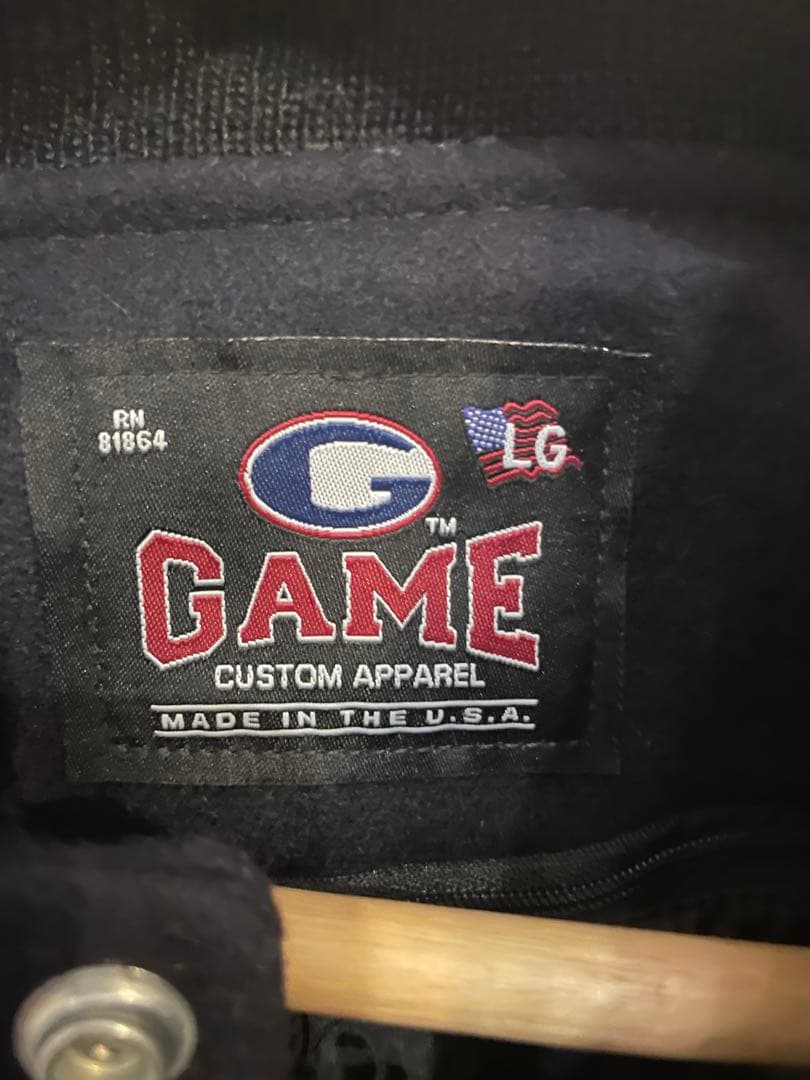 RN
81864
G
LG
TM
GAME
CUSTOM APPAREL
MADE IN THE U.S.A.